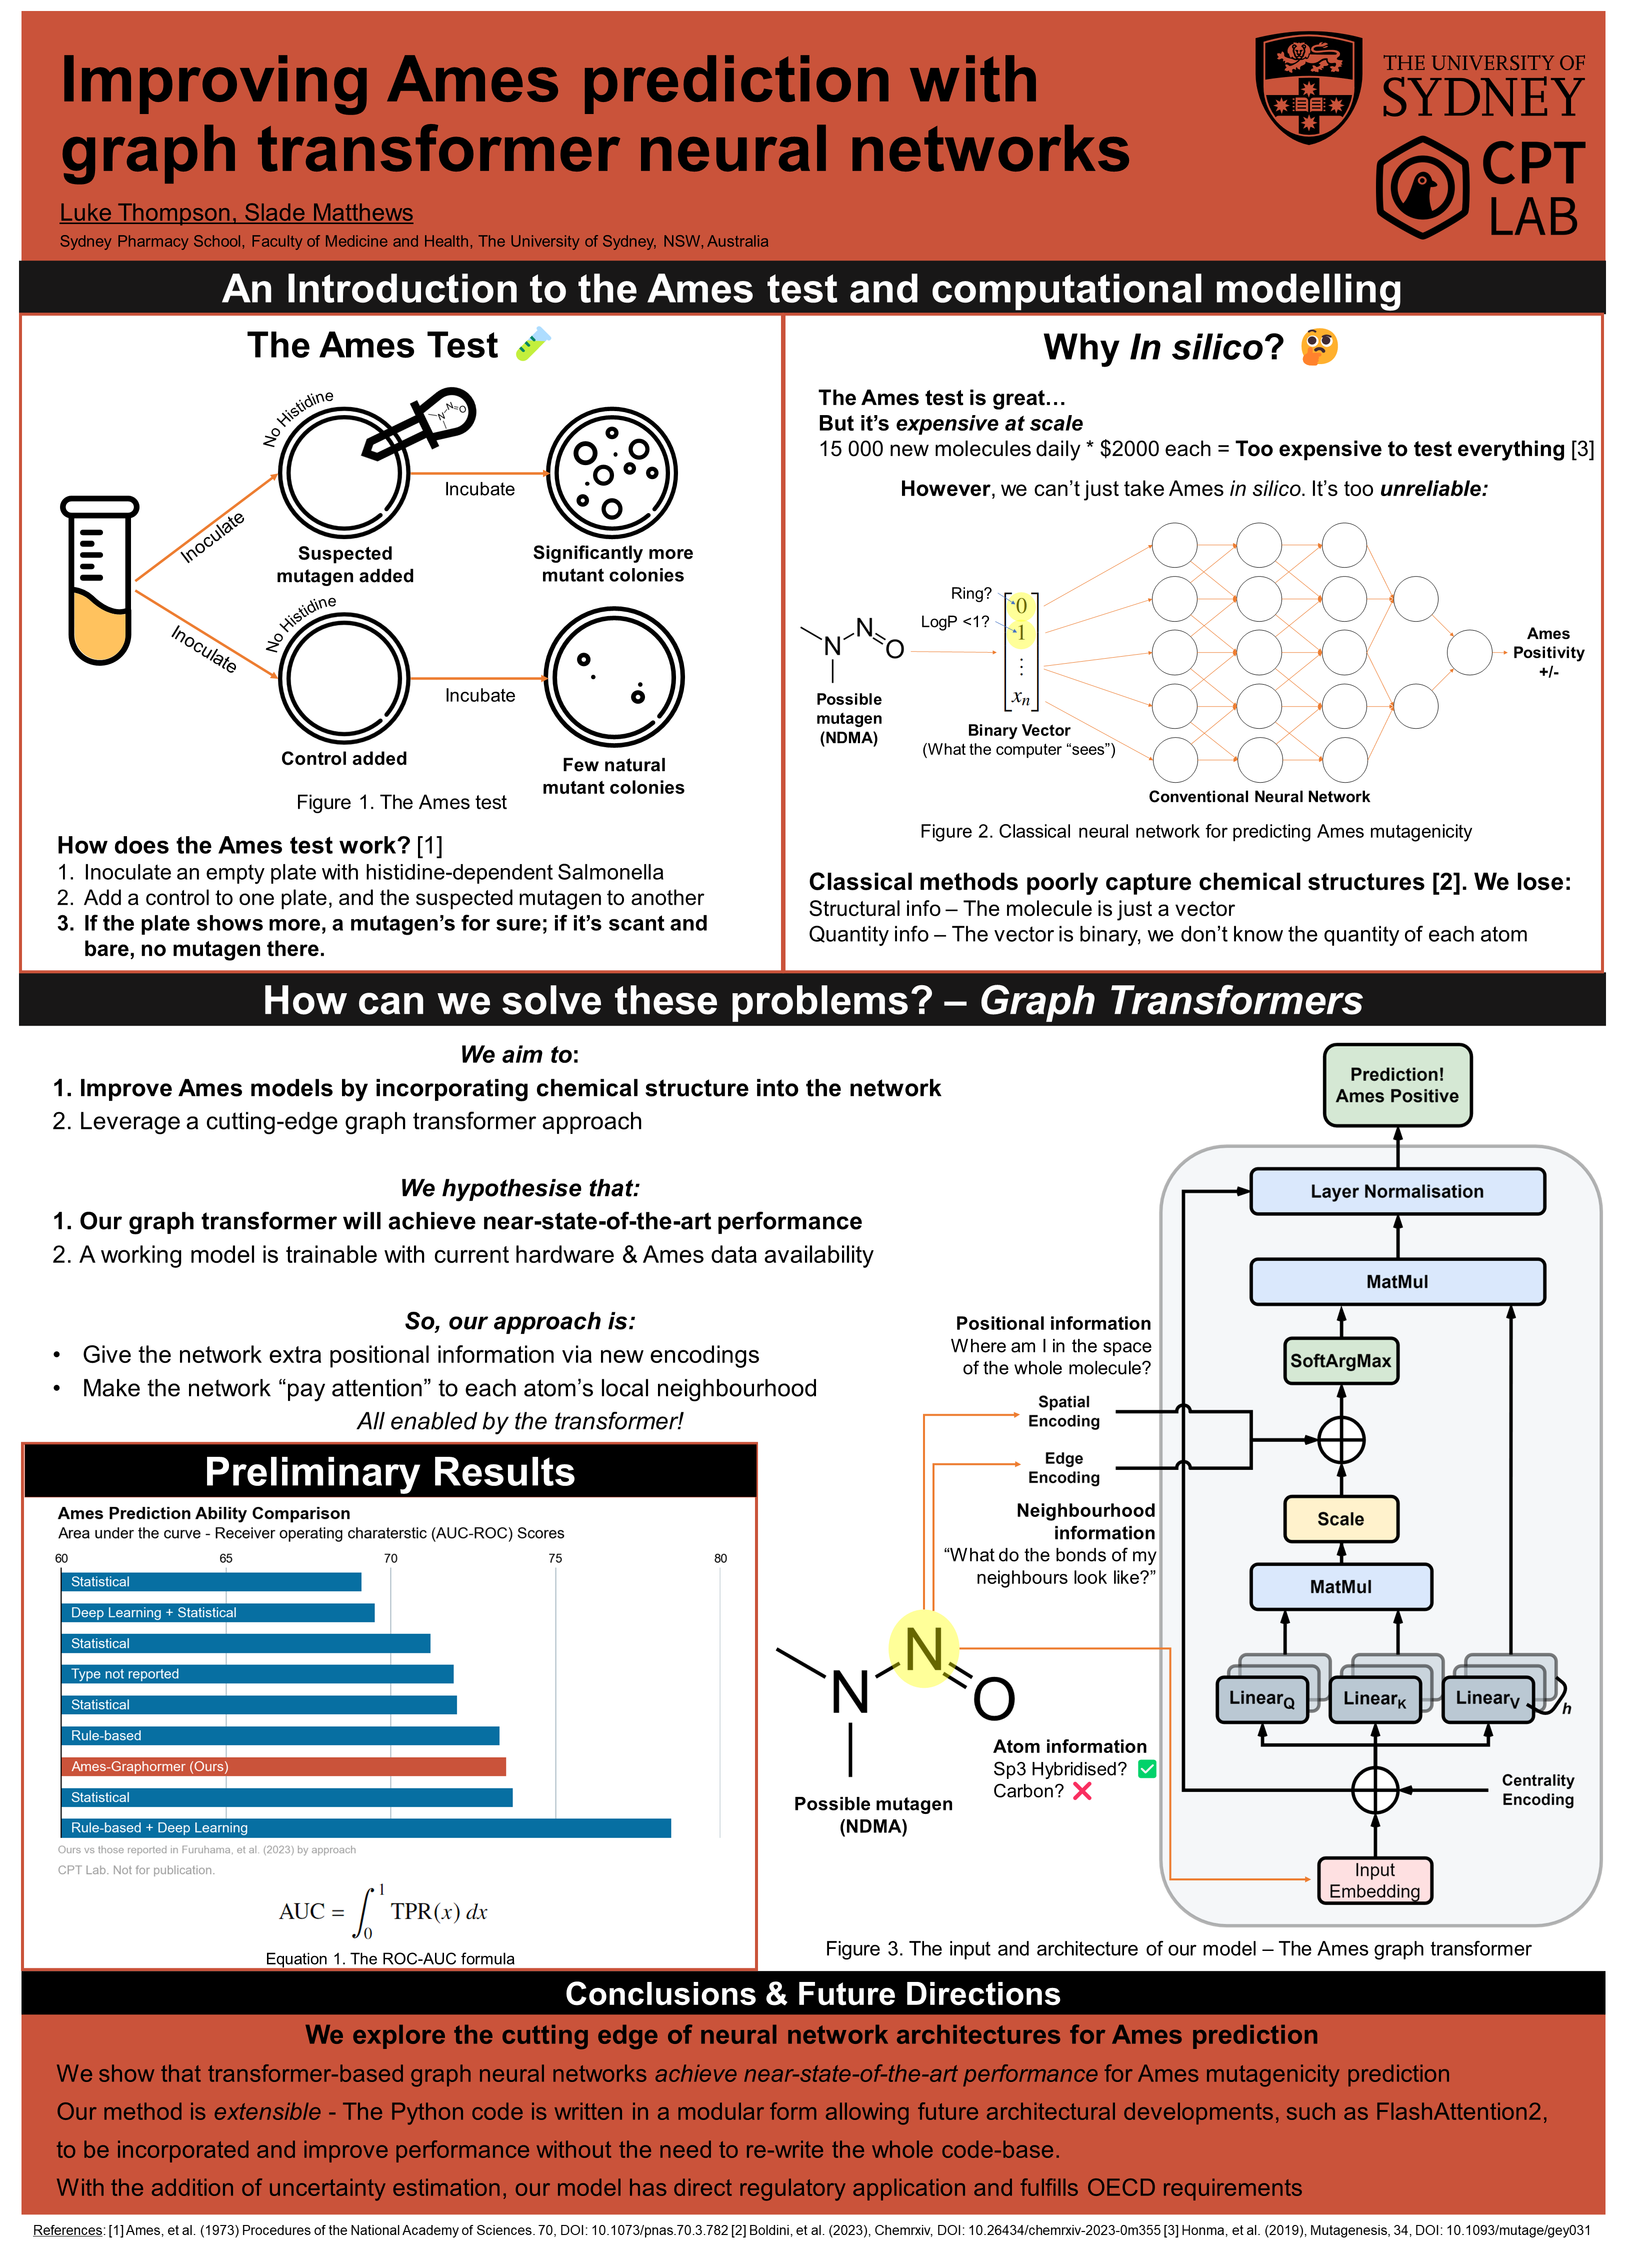 Improving Ames prediction with
graph transformer neural networks
Luke Thompson, Slade Matthews
Sydney Pharmacy School, Faculty of Medicine and Health, The University of Sydney, NSW, Australia
THE UNIVERSITY OF
SYDNEY
CPT
LAB
An Introduction to the Ames test and computational modelling
The Ames Test
No Histidine
N
N=O
Inoculate
Incubate
Suspected
mutagen added
Significantly more
mutant colonies
No Histidine
Inoculate
Incubate
Control added
Few natural
mutant colonies
Figure 1. The Ames test
How does the Ames test work? [1]
1. Inoculate an empty plate with histidine-dependent Salmonella
2. Add a control to one plate, and the suspected mutagen to another
3. If the plate shows more, a mutagen's for sure; if it's scant and
bare, no mutagen there.
Why In silico?
The Ames test is great…
But it's expensive at scale
15 000 new molecules daily * $2000 each = Too expensive to test everything [3]
However, we can't just take Ames in silico. It's too unreliable:
Ring?
LogP <1?
0
1
⋮
xn
N
N
O
Possible
mutagen
(NDMA)
Binary Vector
(What the computer “sees”)
Ames
Positivity
+/-
Conventional Neural Network
Figure 2. Classical neural network for predicting Ames mutagenicity
Classical methods poorly capture chemical structures [2]. We lose:
Structural info – The molecule is just a vector
Quantity info – The vector is binary, we don't know the quantity of each atom
How can we solve these problems? – Graph Transformers
We aim to:
1. Improve Ames models by incorporating chemical structure into the network
2. Leverage a cutting-edge graph transformer approach
We hypothesise that:
1. Our graph transformer will achieve near-state-of-the-art performance
2. A working model is trainable with current hardware & Ames data availability
So, our approach is:
• Give the network extra positional information via new encodings
• Make the network “pay attention” to each atom's local neighbourhood
All enabled by the transformer!
Preliminary Results
Ames Prediction Ability Comparison
Area under the curve - Receiver operating charaterstic (AUC-ROC) Scores
60 65 70 75 80
Statistical
Deep Learning + Statistical
Statistical
Type not reported
Statistical
Rule-based
Ames-Graphormer (Ours)
Statistical
Rule-based + Deep Learning
Ours vs those reported in Furuhama, et al. (2023) by approach
CPT Lab. Not for publication.
AUC = ∫₀¹ TPR(x) dx
Equation 1. The ROC-AUC formula
Prediction!
Ames Positive
Layer Normalisation
MatMul
SoftArgMax
Scale
MatMul
LinearQ
LinearK
LinearV
h
Centrality
Encoding
Input
Embedding
Positional information
Where am I in the space
of the whole molecule?
Spatial
Encoding
Edge
Encoding
Neighbourhood
information
“What do the bonds of my
neighbours look like?”
N
N
O
Atom information
Sp3 Hybridised? ✅
Carbon? ❌
Possible mutagen
(NDMA)
Figure 3. The input and architecture of our model – The Ames graph transformer
Conclusions & Future Directions
We explore the cutting edge of neural network architectures for Ames prediction
We show that transformer-based graph neural networks achieve near-state-of-the-art performance for Ames mutagenicity prediction
Our method is extensible - The Python code is written in a modular form allowing future architectural developments, such as FlashAttention2,
to be incorporated and improve performance without the need to re-write the whole code-base.
With the addition of uncertainty estimation, our model has direct regulatory application and fulfills OECD requirements
References: [1] Ames, et al. (1973) Procedures of the National Academy of Sciences. 70, DOI: 10.1073/pnas.70.3.782 [2] Boldini, et al. (2023), Chemrxiv, DOI: 10.26434/chemrxiv-2023-0m355 [3] Honma, et al. (2019), Mutagenesis, 34, DOI: 10.1093/mutage/gey031